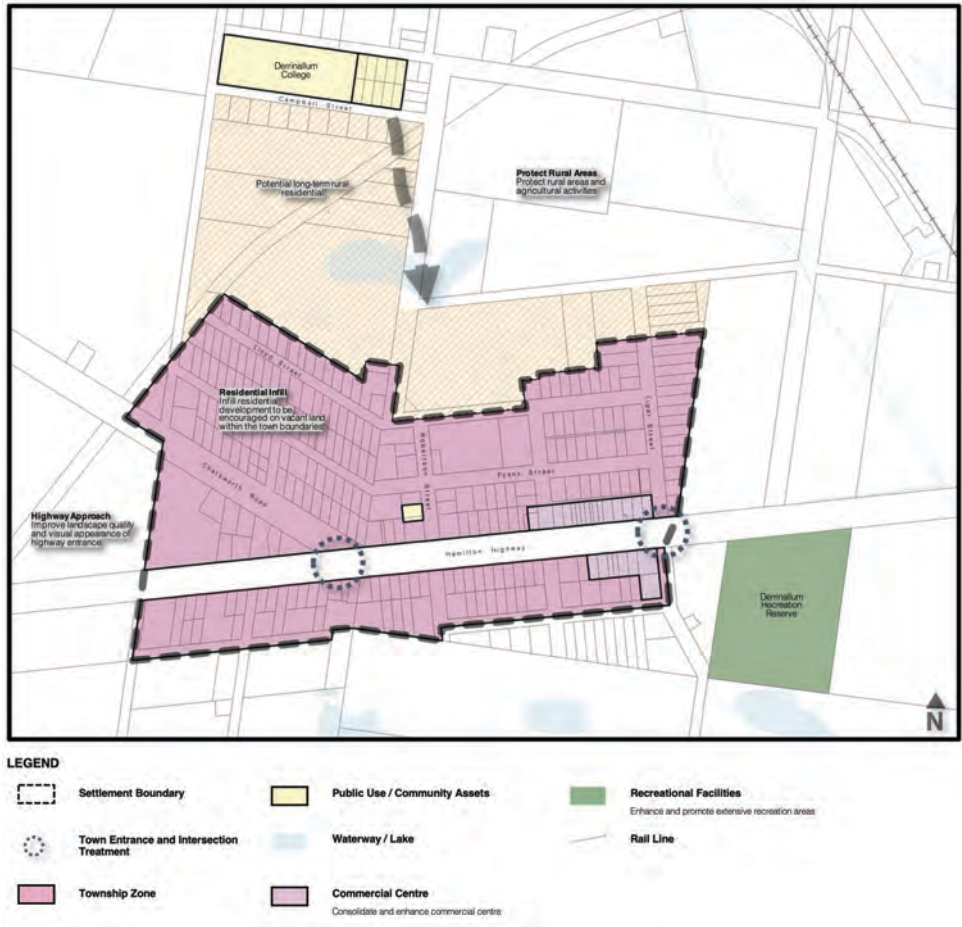 Derrinallum
College
Campbell Street
Potential long-term rural
residential
Protect Rural Areas
Protect rural areas and
agricultural activities
Lloyd Street
Residential Infill
Infill residential
development to be
encouraged on vacant land
within the town boundaries
Chatsworth Road
Robertson Street
Pyson Street
Highway Approach
Improve landscape quality
and visual appearance of
highway entrance
Hamilton highway
Derrinallum
Recreation
Reserve
N
LEGEND
Settlement Boundary
Public Use / Community Assets
Recreational Facilities
Enhance and promote extensive recreation areas
Town Entrance and Intersection
Treatment
Waterway / Lake
Rail Line
Township Zone
Commercial Centre
Consolidate and enhance commercial centre